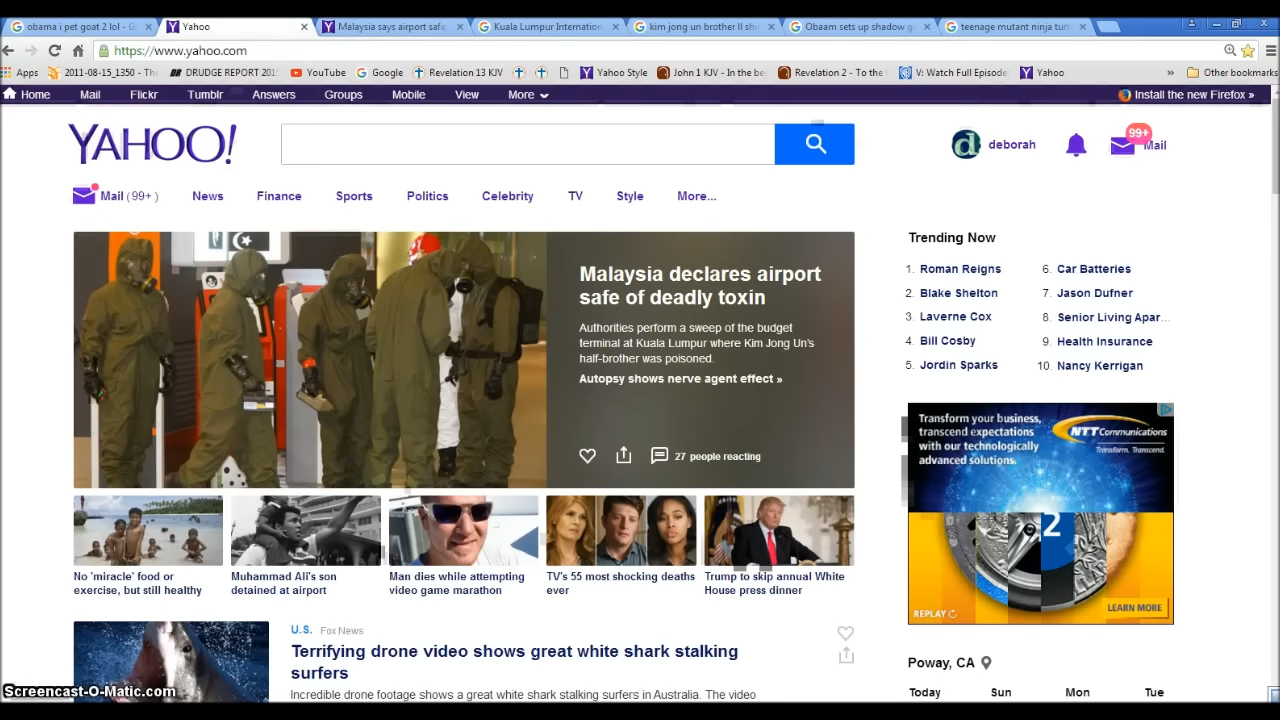 obama i pet goat 2 lol - G
Yahoo
Malaysia says airport safe
Kuala Lumpur Internation
kim jong un brother ll sh
Obaam sets up shadow g
teenage mutant ninja tur
https://www.yahoo.com
Apps
2011-08-15_1350 - Th
DRUDGE REPORT 201
YouTube
Google
Revelation 13 KJV
Yahoo Style
John 1 KJV - In the be
Revelation 2 - To the
V: Watch Full Episode
Yahoo
»
Other bookmarks
Home Mail Flickr Tumblr Answers Groups Mobile View More
Install the new Firefox »
YAHOO!
deborah
99+
Mail
Mail (99+) News Finance Sports Politics Celebrity TV Style More...
Malaysia declares airport
safe of deadly toxin
Authorities perform a sweep of the budget
terminal at Kuala Lumpur where Kim Jong Un's
half-brother was poisoned.
Autopsy shows nerve agent effect »
27 people reacting
No 'miracle' food or
exercise, but still healthy
Muhammad Ali's son
detained at airport
Man dies while attempting
video game marathon
TV's 55 most shocking deaths
ever
Trump to skip annual White
House press dinner
U.S. Fox News
Terrifying drone video shows great white shark stalking
surfers
Incredible drone footage shows a great white shark stalking surfers in Australia. The video
Trending Now
1. Roman Reigns
2. Blake Shelton
3. Laverne Cox
4. Bill Cosby
5. Jordin Sparks
6. Car Batteries
7. Jason Dufner
8. Senior Living Apar...
9. Health Insurance
10. Nancy Kerrigan
Transform your business,
transcend expectations
with our technologically
advanced solutions.
NTT Communications
Transform. Transcend.
2
REPLAY
LEARN MORE
Poway, CA
Today Sun Mon Tue
Screencast-O-Matic.com